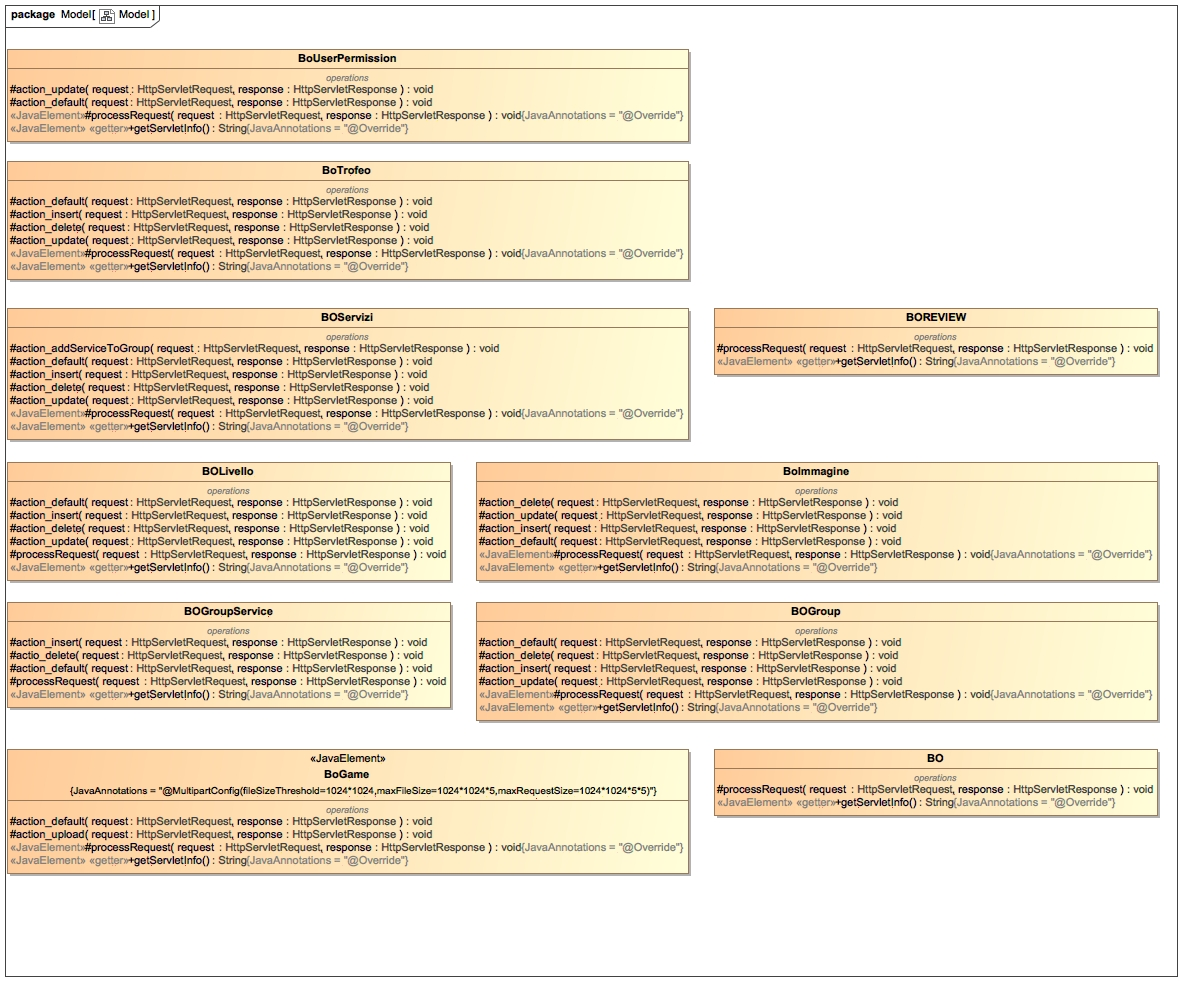 package Model[ Model ]
BoUserPermission
operations
#action_update( request : HttpServletRequest, response : HttpServletResponse ) : void
#action_default( request : HttpServletRequest, response : HttpServletResponse ) : void
«JavaElement»#processRequest( request : HttpServletRequest, response : HttpServletResponse ) : void{JavaAnnotations = "@Override"}
«JavaElement» «getter»+getServletInfo() : String{JavaAnnotations = "@Override"}
BoTrofeo
operations
#action_default( request : HttpServletRequest, response : HttpServletResponse ) : void
#action_insert( request : HttpServletRequest, response : HttpServletResponse ) : void
#action_delete( request : HttpServletRequest, response : HttpServletResponse ) : void
#action_update( request : HttpServletRequest, response : HttpServletResponse ) : void
«JavaElement»#processRequest( request : HttpServletRequest, response : HttpServletResponse ) : void{JavaAnnotations = "@Override"}
«JavaElement» «getter»+getServletInfo() : String{JavaAnnotations = "@Override"}
BOServizi
operations
#action_addServiceToGroup( request : HttpServletRequest, response : HttpServletResponse ) : void
#action_default( request : HttpServletRequest, response : HttpServletResponse ) : void
#action_insert( request : HttpServletRequest, response : HttpServletResponse ) : void
#action_delete( request : HttpServletRequest, response : HttpServletResponse ) : void
#action_update( request : HttpServletRequest, response : HttpServletResponse ) : void
«JavaElement»#processRequest( request : HttpServletRequest, response : HttpServletResponse ) : void{JavaAnnotations = "@Override"}
«JavaElement» «getter»+getServletInfo() : String{JavaAnnotations = "@Override"}
BOREVIEW
operations
#processRequest( request : HttpServletRequest, response : HttpServletResponse ) : void
«JavaElement» «getter»+getServletInfo() : String{JavaAnnotations = "@Override"}
BOLivello
operations
#action_default( request : HttpServletRequest, response : HttpServletResponse ) : void
#action_insert( request : HttpServletRequest, response : HttpServletResponse ) : void
#action_delete( request : HttpServletRequest, response : HttpServletResponse ) : void
#action_update( request : HttpServletRequest, response : HttpServletResponse ) : void
#processRequest( request : HttpServletRequest, response : HttpServletResponse ) : void
«JavaElement» «getter»+getServletInfo() : String{JavaAnnotations = "@Override"}
BoImmagine
operations
#action_delete( request : HttpServletRequest, response : HttpServletResponse ) : void
#action_update( request : HttpServletRequest, response : HttpServletResponse ) : void
#action_insert( request : HttpServletRequest, response : HttpServletResponse ) : void
#action_default( request : HttpServletRequest, response : HttpServletResponse ) : void
«JavaElement»#processRequest( request : HttpServletRequest, response : HttpServletResponse ) : void{JavaAnnotations = "@Override"}
«JavaElement» «getter»+getServletInfo() : String{JavaAnnotations = "@Override"}
BOGroupService
operations
#action_insert( request : HttpServletRequest, response : HttpServletResponse ) : void
#actio_delete( request : HttpServletRequest, response : HttpServletResponse ) : void
#action_default( request : HttpServletRequest, response : HttpServletResponse ) : void
#processRequest( request : HttpServletRequest, response : HttpServletResponse ) : void
«JavaElement» «getter»+getServletInfo() : String{JavaAnnotations = "@Override"}
BOGroup
operations
#action_default( request : HttpServletRequest, response : HttpServletResponse ) : void
#action_delete( request : HttpServletRequest, response : HttpServletResponse ) : void
#action_insert( request : HttpServletRequest, response : HttpServletResponse ) : void
#action_update( request : HttpServletRequest, response : HttpServletResponse ) : void
«JavaElement»#processRequest( request : HttpServletRequest, response : HttpServletResponse ) : void{JavaAnnotations = "@Override"}
«JavaElement» «getter»+getServletInfo() : String{JavaAnnotations = "@Override"}
«JavaElement»
BoGame
{JavaAnnotations = "@MultipartConfig(fileSizeThreshold=1024*1024,maxFileSize=1024*1024*5,maxRequestSize=1024*1024*5*5)"}
operations
#action_default( request : HttpServletRequest, response : HttpServletResponse ) : void
#action_upload( request : HttpServletRequest, response : HttpServletResponse ) : void
«JavaElement»#processRequest( request : HttpServletRequest, response : HttpServletResponse ) : void{JavaAnnotations = "@Override"}
«JavaElement» «getter»+getServletInfo() : String{JavaAnnotations = "@Override"}
BO
operations
#processRequest( request : HttpServletRequest, response : HttpServletResponse ) : void
«JavaElement» «getter»+getServletInfo() : String{JavaAnnotations = "@Override"}